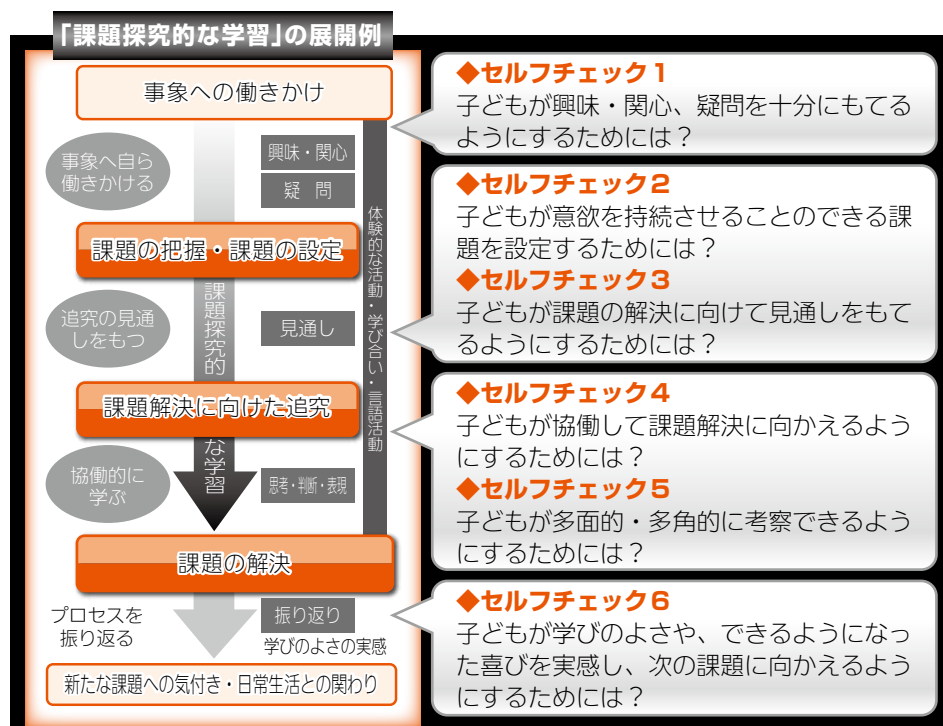 「課題探究的な学習」の展開例
事象への働きかけ
事象へ自ら
働きかける
興味・関心
疑 問
課題の把握・課題の設定
追究の見通
しをもつ
見通し
課題解決に向けた追究
協働的に
学ぶ
思考・判断・表現
課題探究的な学習
体験的な活動・学び合い・言語活動
課題の解決
プロセスを
振り返る
振り返り
学びのよさの実感
新たな課題への気付き・日常生活との関わり
◆セルフチェック1
子どもが興味・関心、疑問を十分にもてる
ようにするためには？
◆セルフチェック2
子どもが意欲を持続させることのできる課
題を設定するためには？
◆セルフチェック3
子どもが課題の解決に向けて見通しをもて
るようにするためには？
◆セルフチェック4
子どもが協働して課題解決に向かえるよう
にするためには？
◆セルフチェック5
子どもが多面的・多角的に考察できるよう
にするためには？
◆セルフチェック6
子どもが学びのよさや、できるようになっ
た喜びを実感し、次の課題に向かえるよう
にするためには？